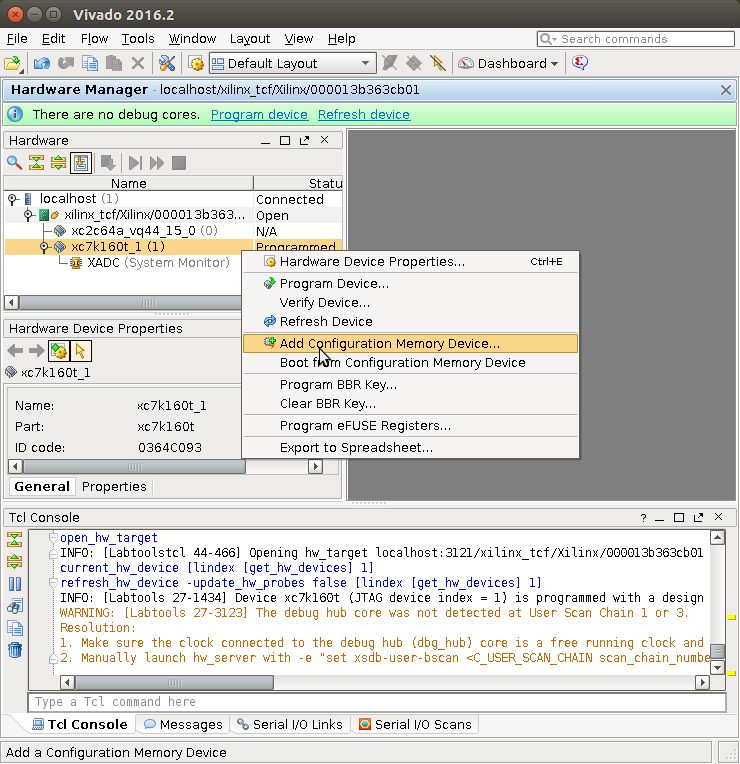 Vivado 2016.2
File Edit Flow Tools Window Layout View Help
Search commands
Default Layout
Dashboard
Hardware Manager - localhost/xilinx_tcf/Xilinx/000013b363cb01
There are no debug cores. Program device Refresh device
Hardware
Name Statu
localhost (1) Connected
xilinx_tcf/Xilinx/000013b363... Open
xc2c64a_vq44_15_0 (0) N/A
xc7k160t_1 (1) Programmed
XADC (System Monitor)
Hardware Device Properties... Ctrl+E
Program Device...
Verify Device...
Refresh Device
Add Configuration Memory Device...
Boot from Configuration Memory Device
Program BBR Key...
Clear BBR Key...
Program eFUSE Registers...
Export to Spreadsheet...
Hardware Device Properties
xc7k160t_1
Name: xc7k160t_1
Part: xc7k160t
ID code: 0364C093
General Properties
Tcl Console
open_hw_target
INFO: [Labtoolstcl 44-466] Opening hw_target localhost:3121/xilinx_tcf/Xilinx/000013b363cb01
current_hw_device [lindex [get_hw_devices] 1]
refresh_hw_device -update_hw_probes false [lindex [get_hw_devices] 1]
INFO: [Labtools 27-1434] Device xc7k160t (JTAG device index = 1) is programmed with a design
WARNING: [Labtools 27-3123] The debug hub core was not detected at User Scan Chain 1 or 3.
Resolution:
1. Make sure the clock connected to the debug hub (dbg_hub) core is a free running clock and
2. Manually launch hw_server with -e "set xsdb-user-bscan <C_USER_SCAN_CHAIN scan_chain_numbe
Type a Tcl command here
Tcl Console Messages Serial I/O Links Serial I/O Scans
Add a Configuration Memory Device